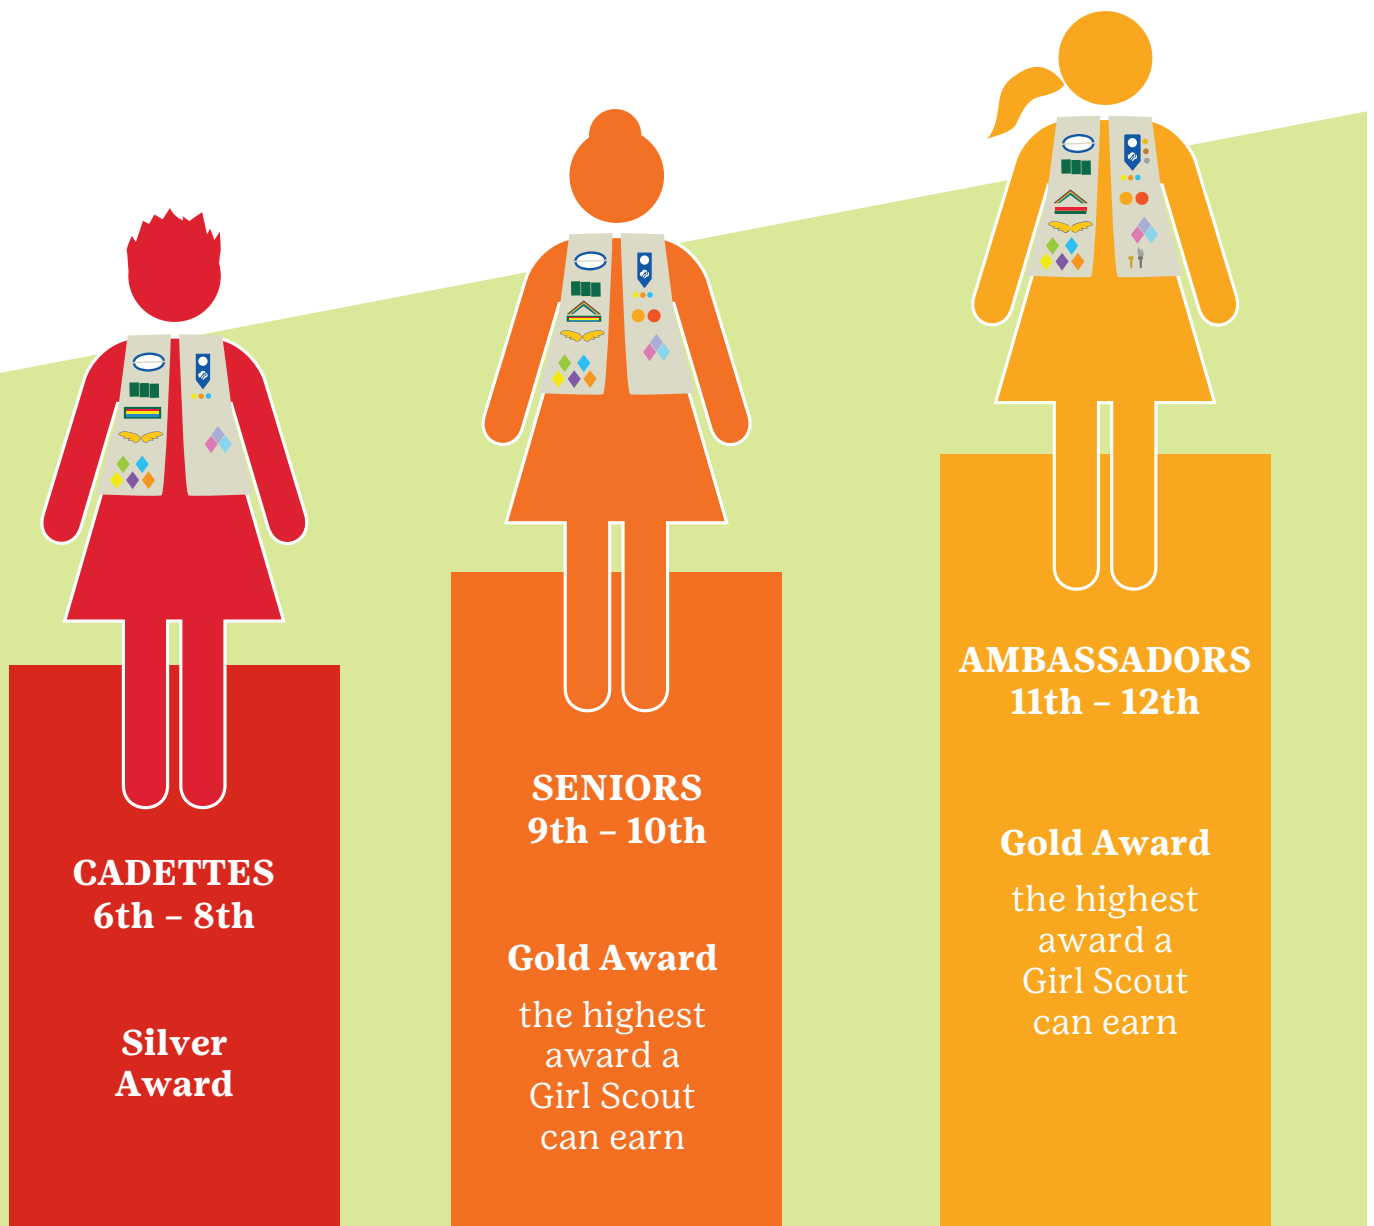 CADETTES
6th – 8th
Silver
Award
SENIORS
9th – 10th
Gold Award
the highest
award a
Girl Scout
can earn
AMBASSADORS
11th – 12th
Gold Award
the highest
award a
Girl Scout
can earn